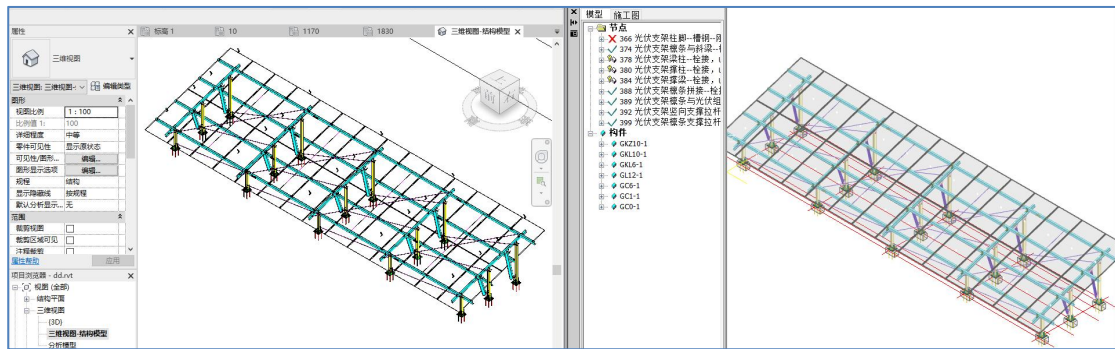 属性
三维视图
三维视图: 三维视图-
编辑类型
图形
视图比例 1 : 100
比例值 1: 100
详细程度 中等
零件可见性 显示原状态
可见性/图形... 编辑...
图形显示选项 编辑...
规程 结构
显示隐藏线 按规程
默认分析显示... 无
范围
裁剪视图
裁剪区域可见
注释裁剪
属性帮助
应用
项目浏览器 - dd.rvt
视图 (全部)
结构平面
三维视图
{3D}
三维视图-结构模型
分析模型
标高 1
10
1170
1830
三维视图-结构模型
模型 施工图
节点
366 光伏支架柱脚--槽钢--刚
374 光伏支架檩条与斜梁--
378 光伏支架梁柱--栓接,
380 光伏支架撑柱--栓接,
384 光伏支架撑梁--栓接,
388 光伏支架檩条拼接--栓
389 光伏支架檩条与光伏组
392 光伏支架竖向支撑拉杆
399 光伏支架檩条支撑拉杆
构件
GKZ10-1
GKL10-1
GKL6-1
GL12-1
GC6-1
GC1-1
GC0-1